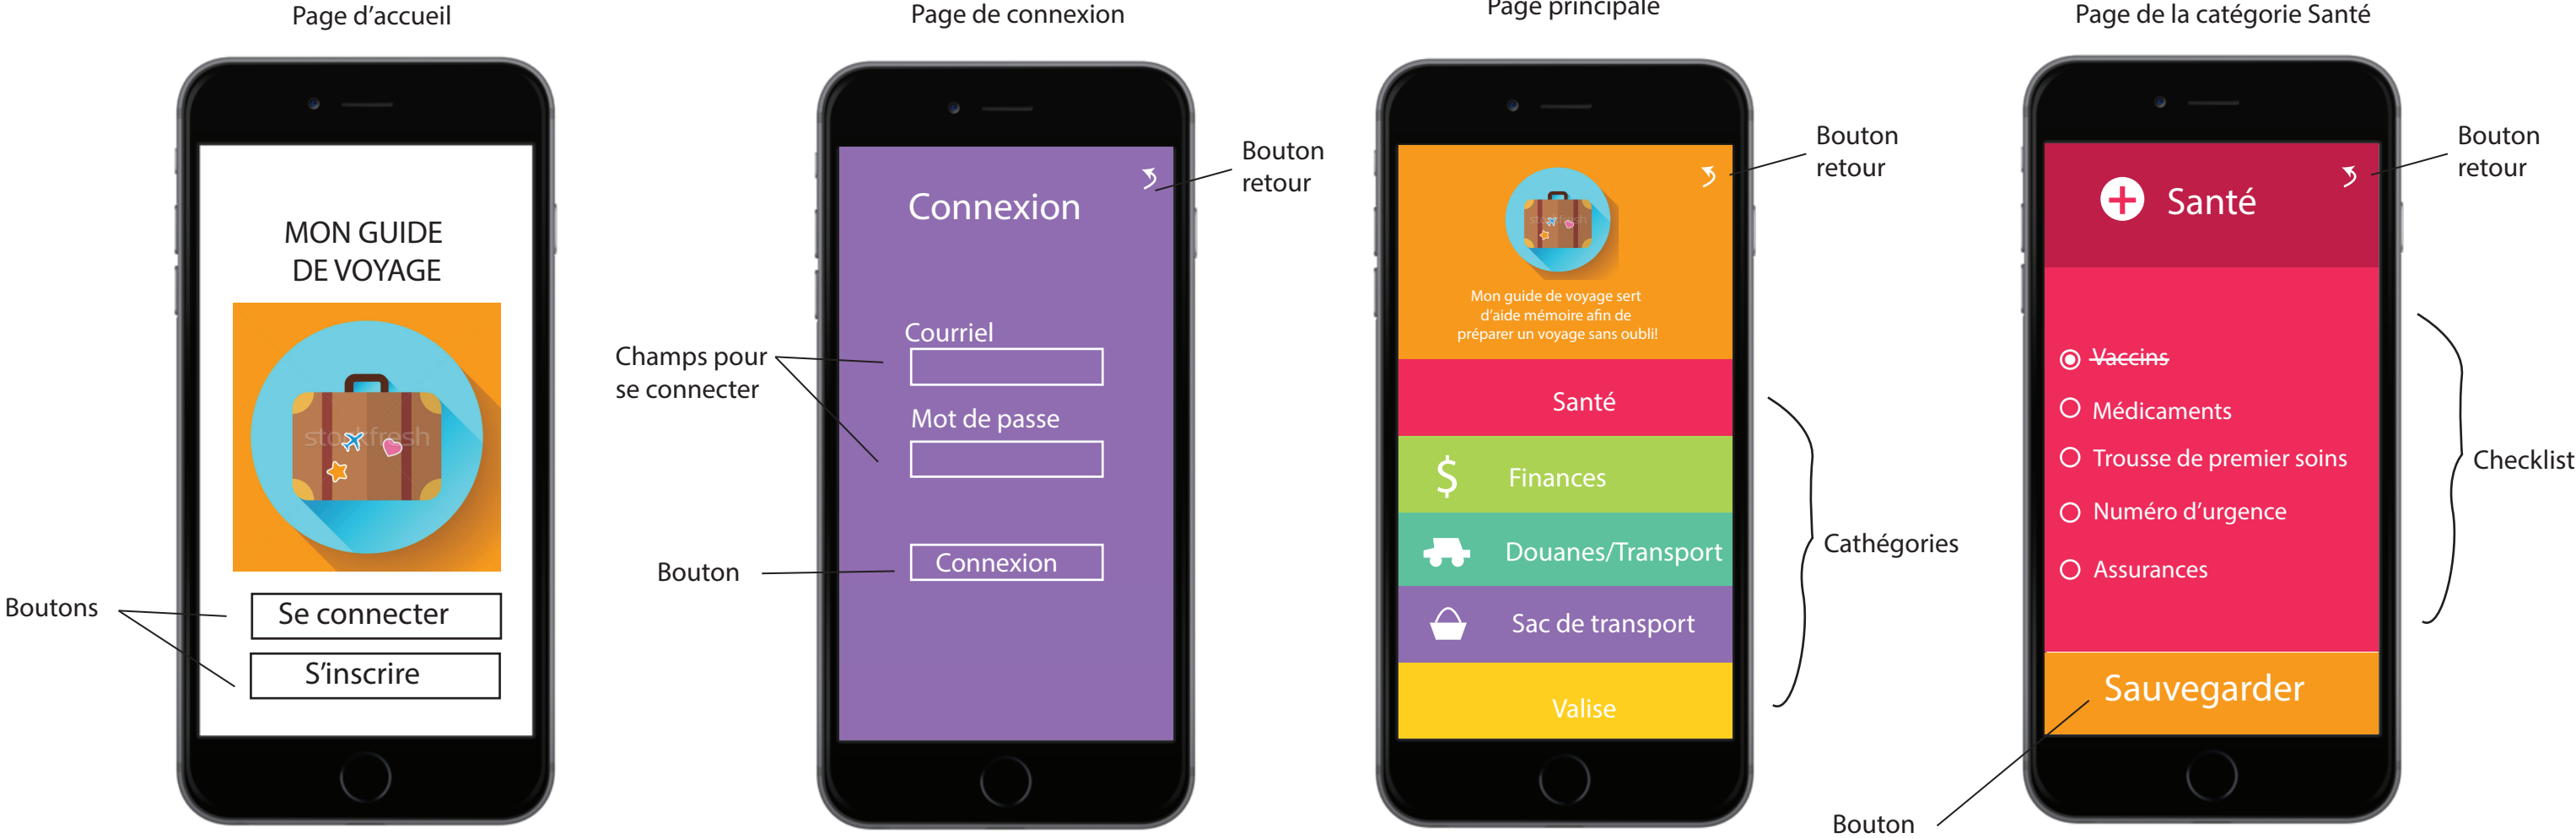 Page d'accueil
MON GUIDE
DE VOYAGE
stockfresh
Boutons
Se connecter
S'inscrire
Page de connexion
Connexion
Bouton
retour
Courriel
Champs pour
se connecter
Mot de passe
Bouton
Connexion
Page principale
Bouton
retour
stockfresh
Mon guide de voyage sert
d'aide mémoire afin de
préparer un voyage sans oubli!
Santé
$ Finances
Douanes/Transport
Cathégories
Sac de transport
Valise
Page de la catégorie Santé
Bouton
retour
Santé
Vaccins
Médicaments
Trousse de premier soins
Checklist
Numéro d'urgence
Assurances
Sauvegarder
Bouton